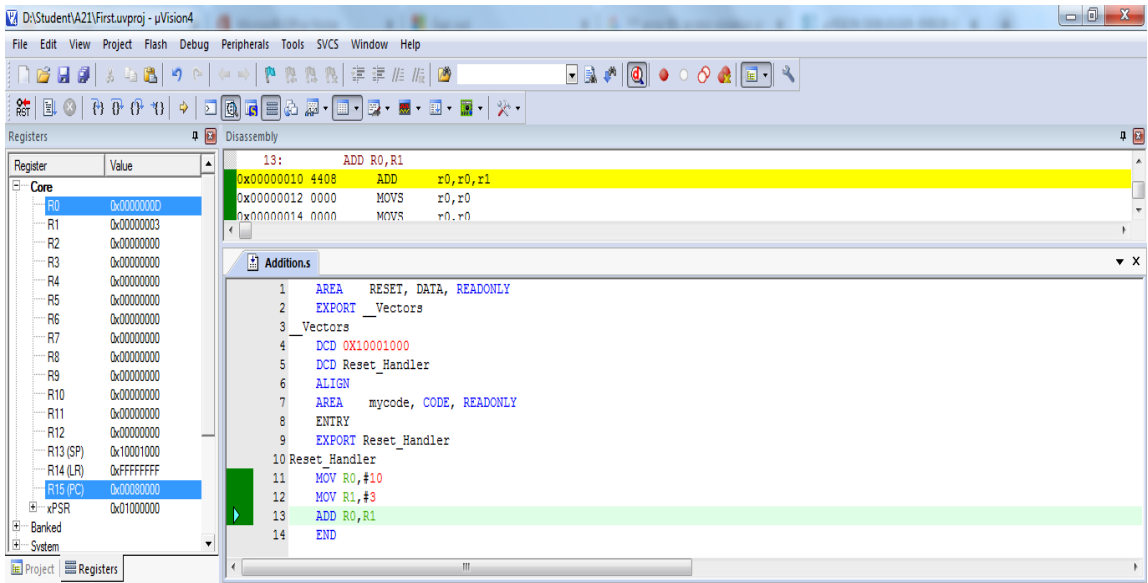 D:\Student\A21\First.uvproj - µVision4
File Edit View Project Flash Debug Peripherals Tools SVCS Window Help
RST
Registers
Register Value
Core
R0 0x0000000D
R1 0x00000003
R2 0x00000000
R3 0x00000000
R4 0x00000000
R5 0x00000000
R6 0x00000000
R7 0x00000000
R8 0x00000000
R9 0x00000000
R10 0x00000000
R11 0x00000000
R12 0x00000000
R13 (SP) 0x10001000
R14 (LR) 0xFFFFFFFF
R15 (PC) 0x00080000
xPSR 0x01000000
Banked
System
Project Registers
Disassembly
13: ADD R0,R1
0x00000010 4408 ADD r0,r0,r1
0x00000012 0000 MOVS r0,r0
0x00000014 0000 MOVS r0,r0
Addition.s
1 AREA RESET, DATA, READONLY
2 EXPORT __Vectors
3 __Vectors
4 DCD 0X10001000
5 DCD Reset_Handler
6 ALIGN
7 AREA mycode, CODE, READONLY
8 ENTRY
9 EXPORT Reset_Handler
10 Reset_Handler
11 MOV R0,#10
12 MOV R1,#3
13 ADD R0,R1
14 END